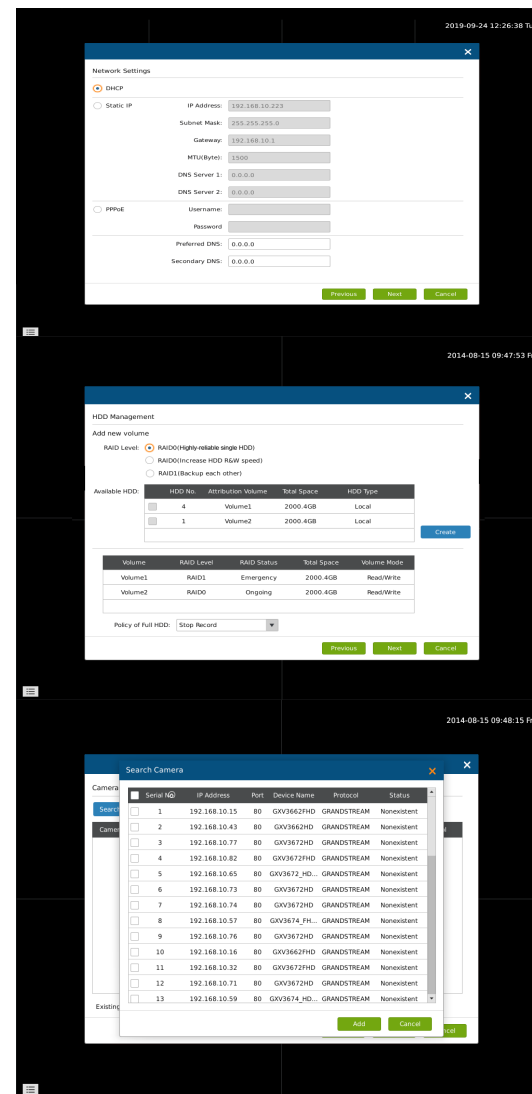 2019-09-24 12:26:38 Tu
Network Settings
DHCP
Static IP IP Address: 192.168.10.223
Subnet Mask: 255.255.255.0
Gateway: 192.168.10.1
MTU(Byte): 1500
DNS Server 1: 0.0.0.0
DNS Server 2: 0.0.0.0
PPPoE Username:
Password
Preferred DNS: 0.0.0.0
Secondary DNS: 0.0.0.0
Previous Next Cancel
2014-08-15 09:47:53 Fr
HDD Management
Add new volume
RAID Level: RAID0(Highly-reliable single HDD)
RAID0(Increase HDD R&W speed)
RAID1(Backup each other)
Available HDD: HDD No. Attribution Volume Total Space HDD Type
4 Volume1 2000.4GB Local
1 Volume2 2000.4GB Local
Create
Volume RAID Level RAID Status Total Space Volume Mode
Volume1 RAID1 Emergency 2000.4GB Read/Write
Volume2 RAID0 Ongoing 2000.4GB Read/Write
Policy of Full HDD: Stop Record
Previous Next Cancel
2014-08-15 09:48:15 Fr
Search Camera
Camera
Search
Camer
Serial No IP Address Port Device Name Protocol Status
1 192.168.10.15 80 GXV3662FHD GRANDSTREAM Nonexistent
2 192.168.10.43 80 GXV3662HD GRANDSTREAM Nonexistent
3 192.168.10.77 80 GXV3672HD GRANDSTREAM Nonexistent
4 192.168.10.82 80 GXV3672FHD GRANDSTREAM Nonexistent
5 192.168.10.65 80 GXV3672_HD... GRANDSTREAM Nonexistent
6 192.168.10.73 80 GXV3672HD GRANDSTREAM Nonexistent
7 192.168.10.74 80 GXV3672HD GRANDSTREAM Nonexistent
8 192.168.10.57 80 GXV3674_FH... GRANDSTREAM Nonexistent
9 192.168.10.76 80 GXV3672HD GRANDSTREAM Nonexistent
10 192.168.10.16 80 GXV3662FHD GRANDSTREAM Nonexistent
11 192.168.10.32 80 GXV3672FHD GRANDSTREAM Nonexistent
12 192.168.10.71 80 GXV3672HD GRANDSTREAM Nonexistent
13 192.168.10.59 80 GXV3674_HD... GRANDSTREAM Nonexistent
Existing
Add Cancel
ncel